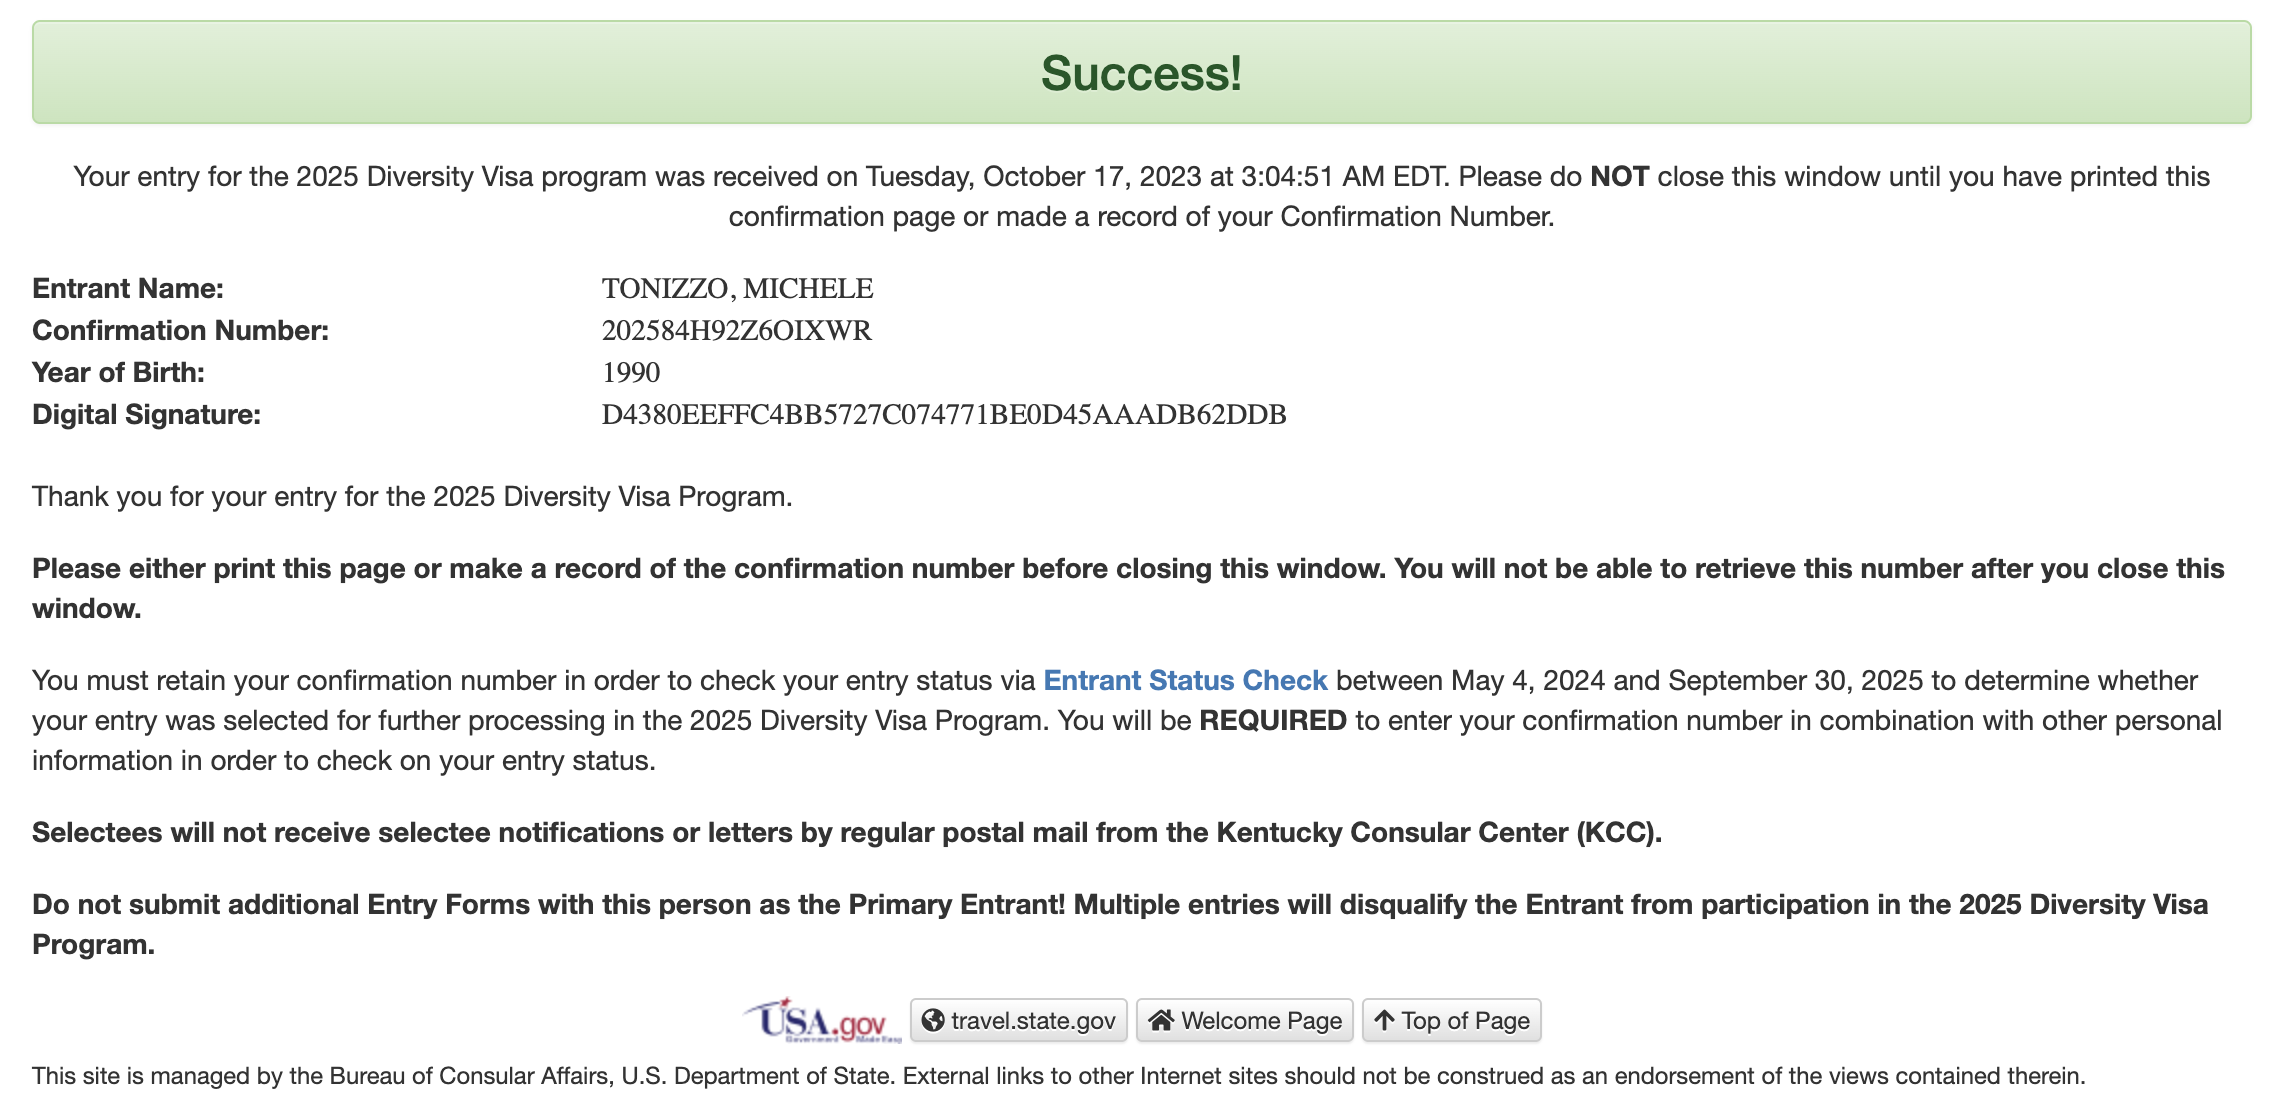 Success!
Your entry for the 2025 Diversity Visa program was received on Tuesday, October 17, 2023 at 3:04:51 AM EDT. Please do NOT close this window until you have printed this
confirmation page or made a record of your Confirmation Number.
Entrant Name: TONIZZO, MICHELE
Confirmation Number: 202584H92Z6OIXWR
Year of Birth: 1990
Digital Signature: D4380EEFFC4BB5727C074771BE0D45AAADB62DDB
Thank you for your entry for the 2025 Diversity Visa Program.
Please either print this page or make a record of the confirmation number before closing this window. You will not be able to retrieve this number after you close this
window.
You must retain your confirmation number in order to check your entry status via Entrant Status Check between May 4, 2024 and September 30, 2025 to determine whether
your entry was selected for further processing in the 2025 Diversity Visa Program. You will be REQUIRED to enter your confirmation number in combination with other personal
information in order to check on your entry status.
Selectees will not receive selectee notifications or letters by regular postal mail from the Kentucky Consular Center (KCC).
Do not submit additional Entry Forms with this person as the Primary Entrant! Multiple entries will disqualify the Entrant from participation in the 2025 Diversity Visa
Program.
USA.gov travel.state.gov Welcome Page Top of Page
Government Made Easy
This site is managed by the Bureau of Consular Affairs, U.S. Department of State. External links to other Internet sites should not be construed as an endorsement of the views contained therein.